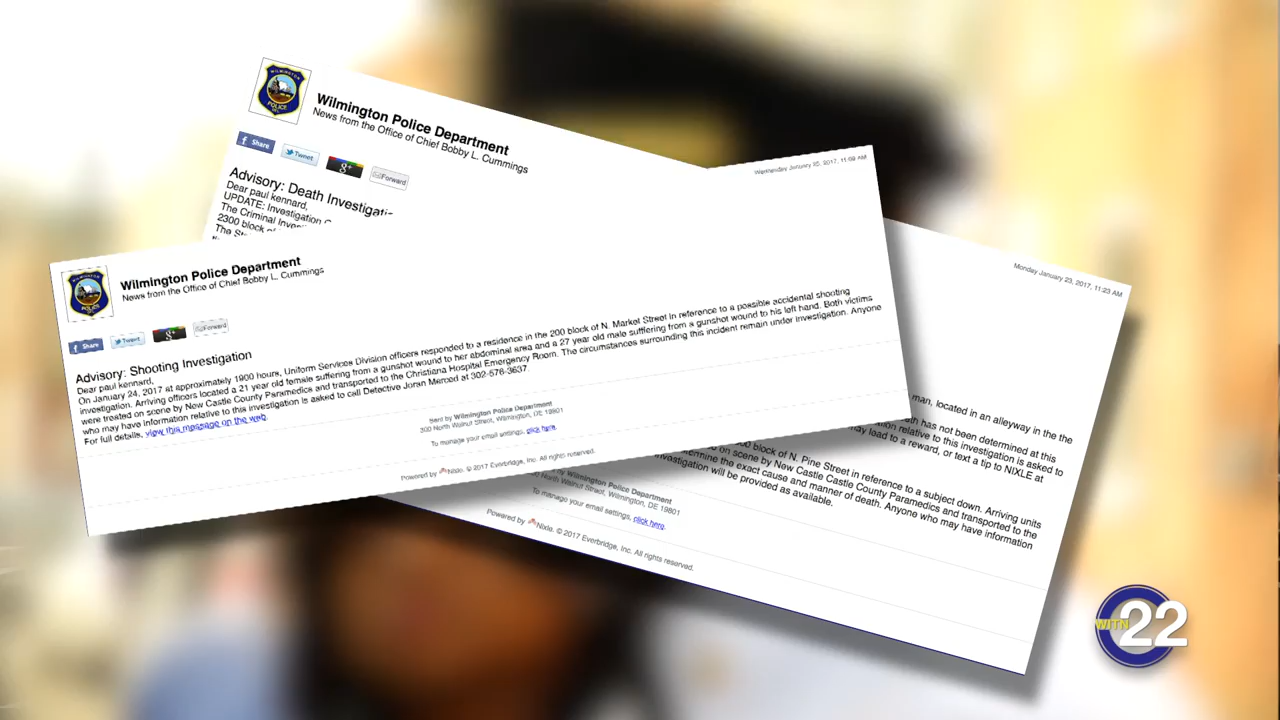 WILMINGTON
POLICE
Wilmington Police Department
News from the Office of Chief Bobby L. Cummings
Share
Tweet
g+
Forward
Advisory: Death Investigati
Dear paul kennard,
UPDATE: Investigation
The Criminal
2300 block
Monday January 23, 2017, 11:23 AM
man, located in an alleyway in the
has not been determined at this
relative to this investigation is asked to
may lead to a reward, or text a tip to NIXLE at
block of N. Pine Street in reference to a subject down. Arriving units
on scene by New Castle Castle County Paramedics and transported to the
the exact cause and manner of death. Anyone who may have information
will be provided as available.
by Wilmington Police Department
North Walnut Street, Wilmington, DE 19801
To manage your email settings, click here.
Powered by Nixle. © 2017 Everbridge, Inc. All rights reserved.
Wednesday January 25, 2017, 11:09 AM
WILMINGTON
POLICE
Wilmington Police Department
News from the Office of Chief Bobby L. Cummings
Share
Tweet
g+
Forward
Advisory: Shooting Investigation
Dear paul kennard,
On January 24, 2017 at approximately 1900 hours, Uniform Services Division officers responded to a residence in the 200 block of N. Market Street in reference to a possible accidental shooting
investigation. Arriving officers located a 21 year old female suffering from a gunshot wound to her abdominal area and a 27 year old male suffering from a gunshot wound to his left hand. Both victims
were treated on scene by New Castle County Paramedics and transported to the Christiana Hospital Emergency Room. The circumstances surrounding this incident remain under investigation. Anyone
who may have information relative to this investigation is asked to call Detective Joran Merced at 302-576-3637.
For full details, view this message on the web.
Sent by Wilmington Police Department
300 North Walnut Street, Wilmington, DE 19801
To manage your email settings, click here.
Powered by Nixle. © 2017 Everbridge, Inc. All rights reserved.
WITN
22